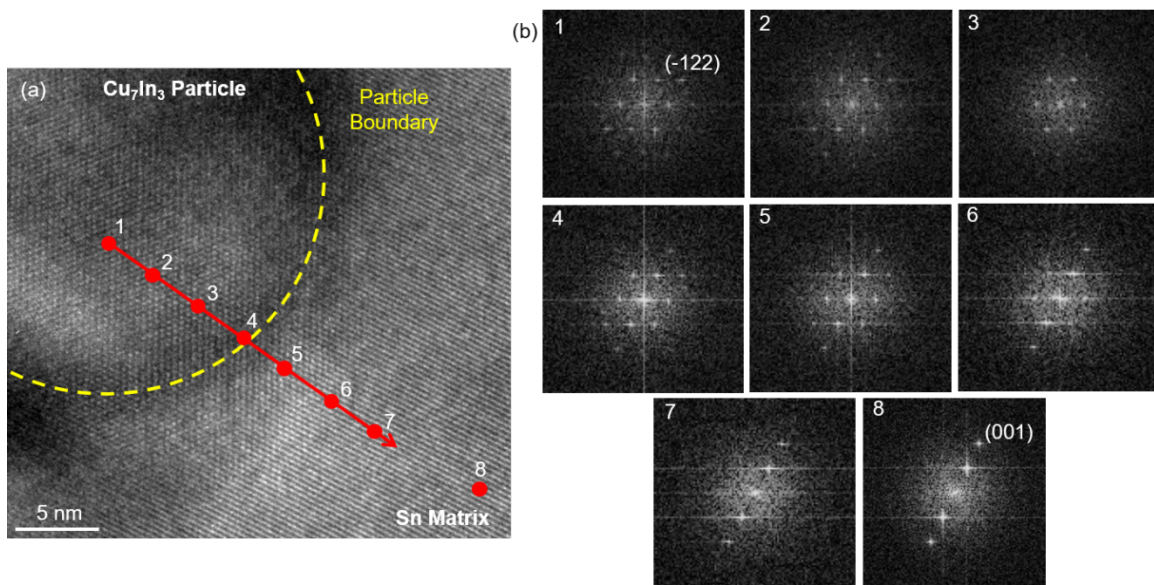 (a)
Cu₇In₃ Particle
Particle
Boundary
1
2
3
4
5
6
7
8
5 nm
Sn Matrix
(b)
1
(-122)
2
3
4
5
6
7
8
(001)